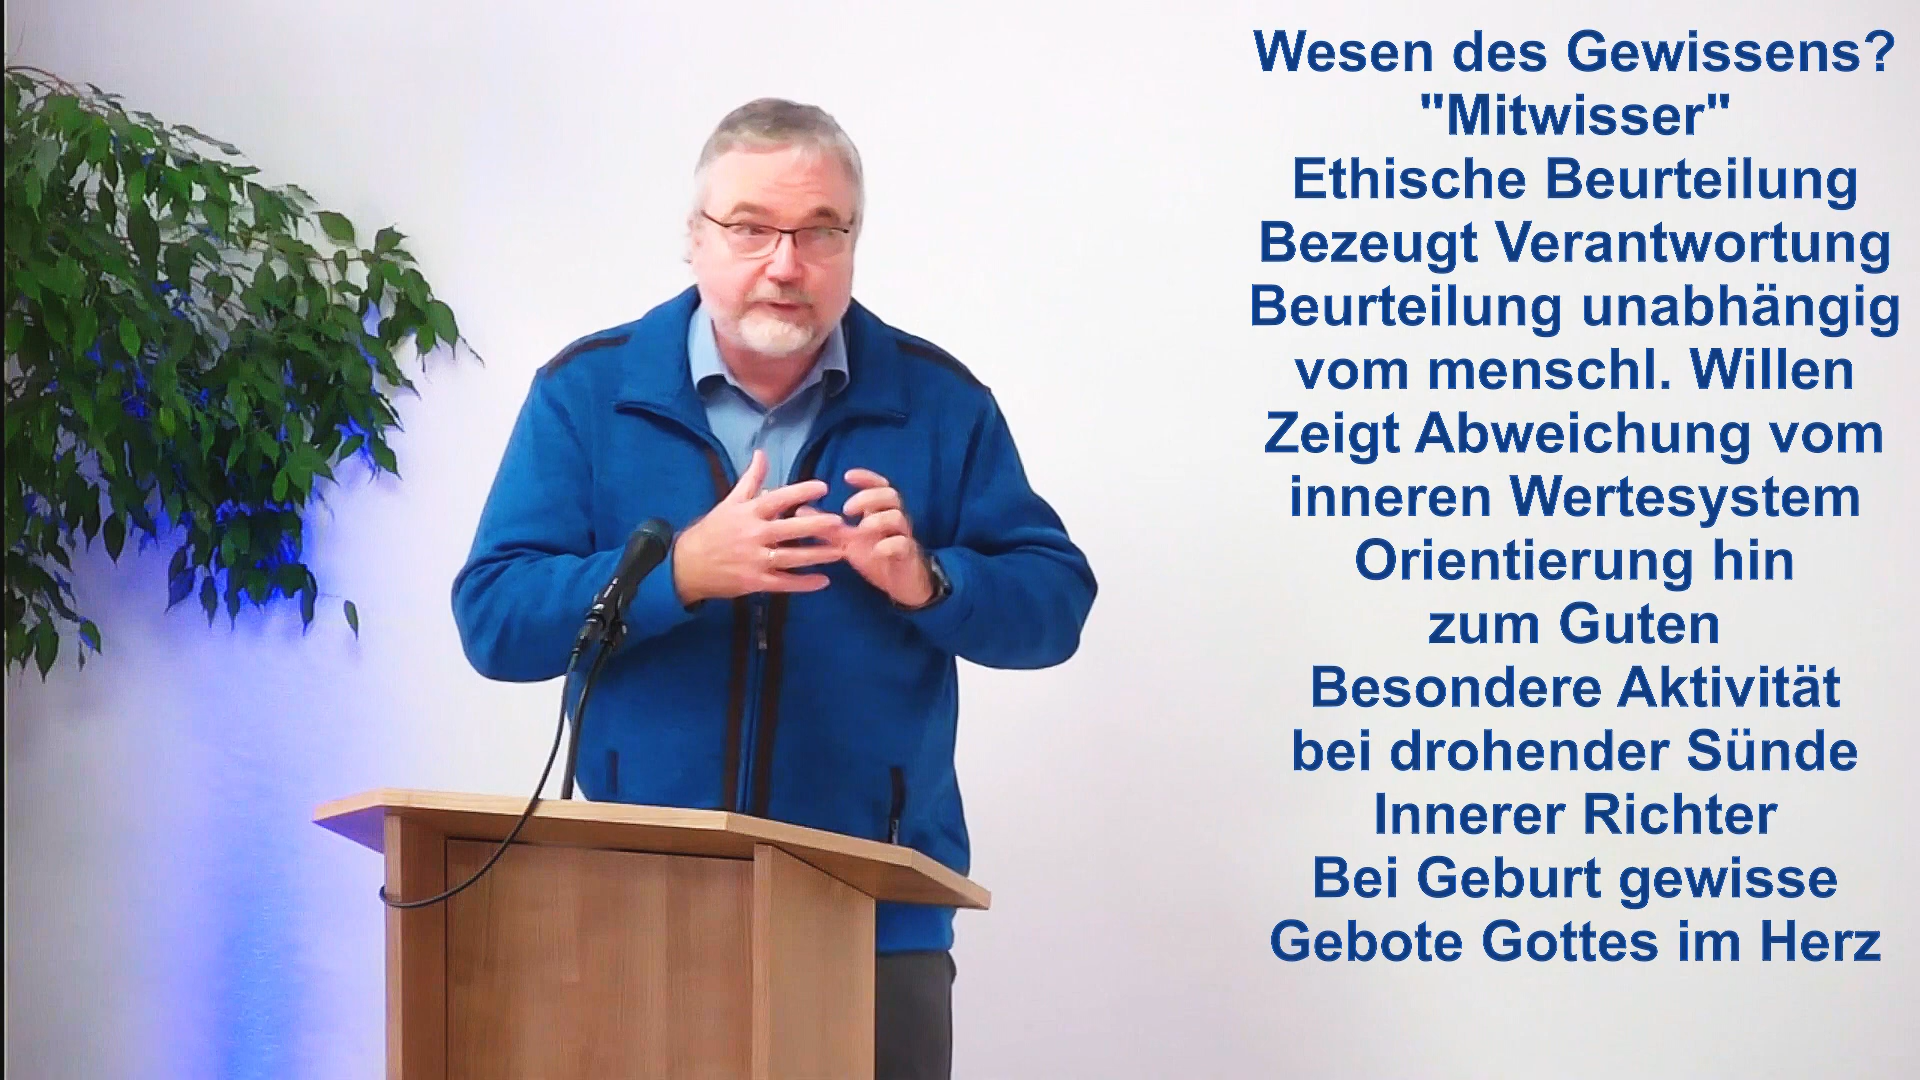 Wesen des Gewissens?
"Mitwisser"
Ethische Beurteilung
Bezeugt Verantwortung
Beurteilung unabhängig
vom menschl. Willen
Zeigt Abweichung vom
inneren Wertesystem
Orientierung hin
zum Guten
Besondere Aktivität
bei drohender Sünde
Innerer Richter
Bei Geburt gewisse
Gebote Gottes im Herz